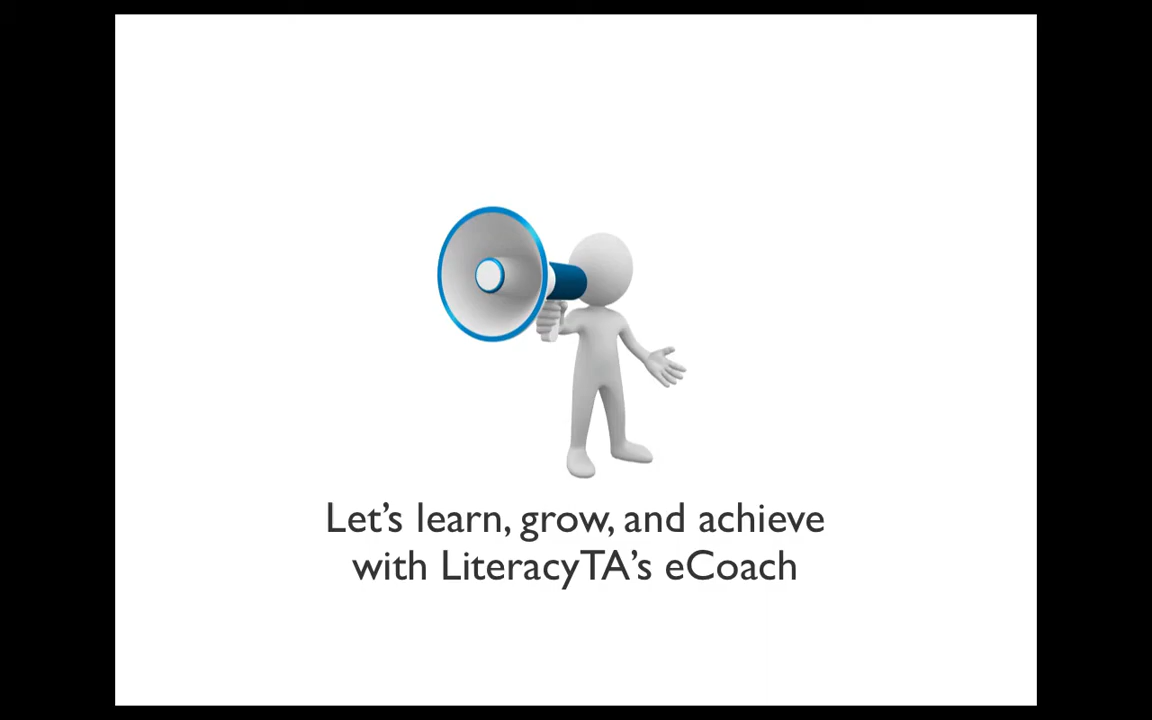 Let’s learn, grow, and achieve
with LiteracyTA’s eCoach